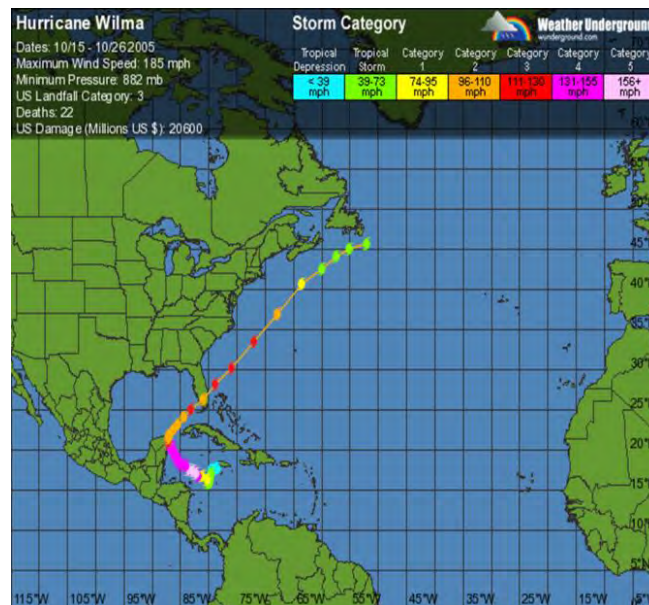 Hurricane Wilma
Dates: 10/15 - 10/262005
Maximum Wind Speed: 185 mph
Minimum Pressure: 882 mb
US Landfall Category: 3
Deaths: 22
US Damage (Millions US $): 20600
Storm Category
Weather Underground
wunderground.com
Tropical Depression
Tropical Storm
Category 1
Category 2
Category 3
Category 4
Category 5
< 39 mph
39-73 mph
74-95 mph
96-110 mph
111-130 mph
131-155 mph
156+ mph
45°
40°W
35°W
30°W
25°W
20°W
15°W
10°W
5°N
115°W 105°W 95°W 85°W 75°W 65°W 55°W 45°W 35°W 25°W 15°W 5°W